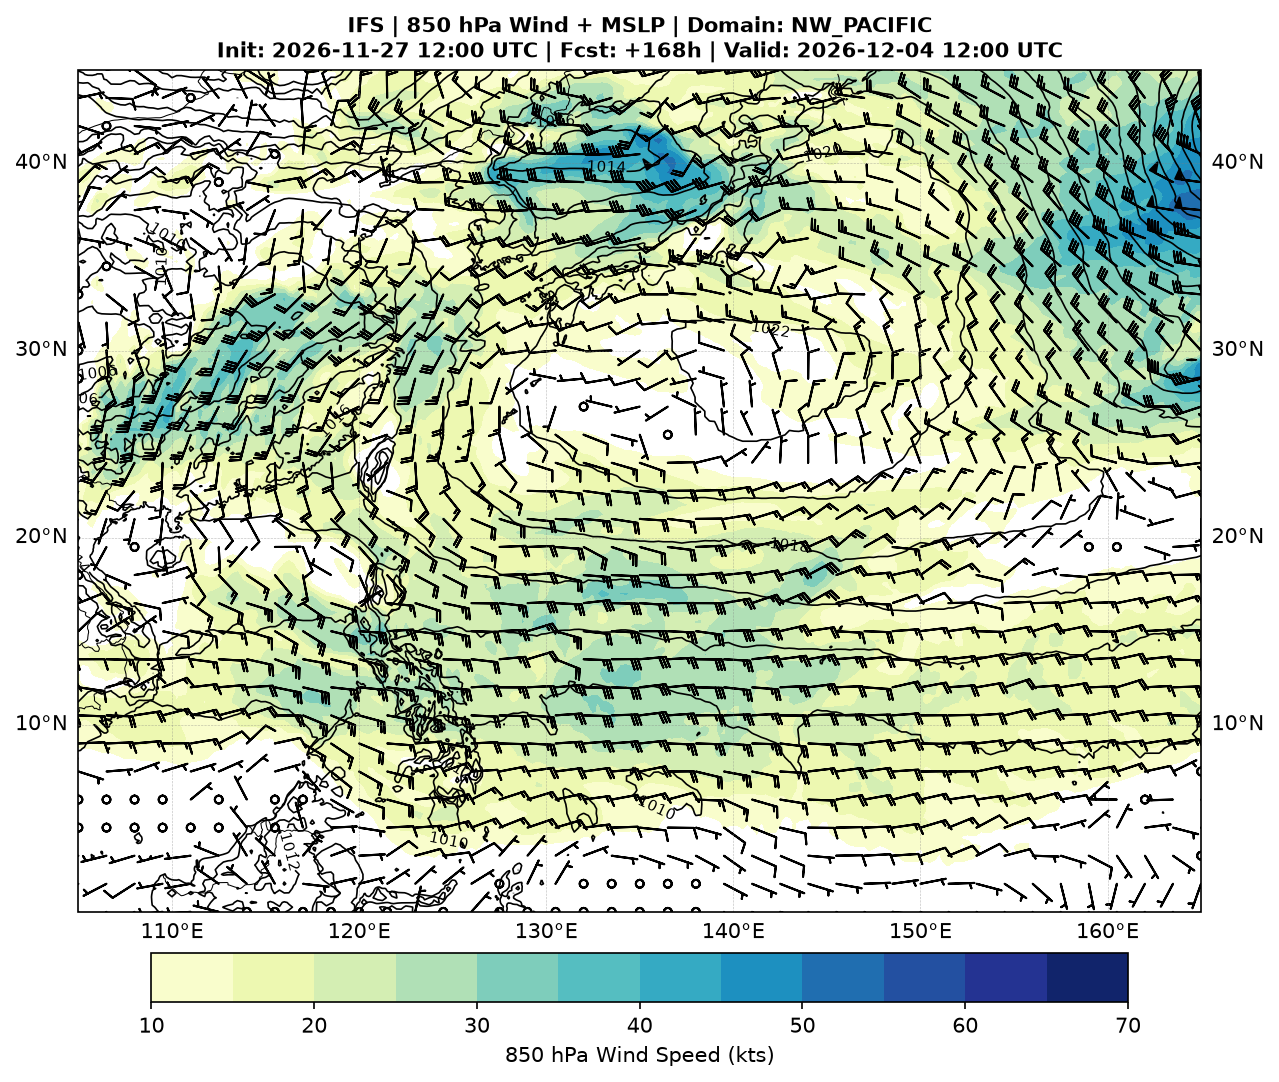 IFS | 850 hPa Wind + MSLP | Domain: NW_PACIFIC
Init: 2026-11-27 12:00 UTC | Fcst: +168h | Valid: 2026-12-04 12:00 UTC
40°N
40°N
30°N
30°N
20°N
20°N
10°N
10°N
1014
1020
1022
1018
1010
1010
1012
110°E
120°E
130°E
140°E
150°E
160°E
10
20
30
40
50
60
70
850 hPa Wind Speed (kts)